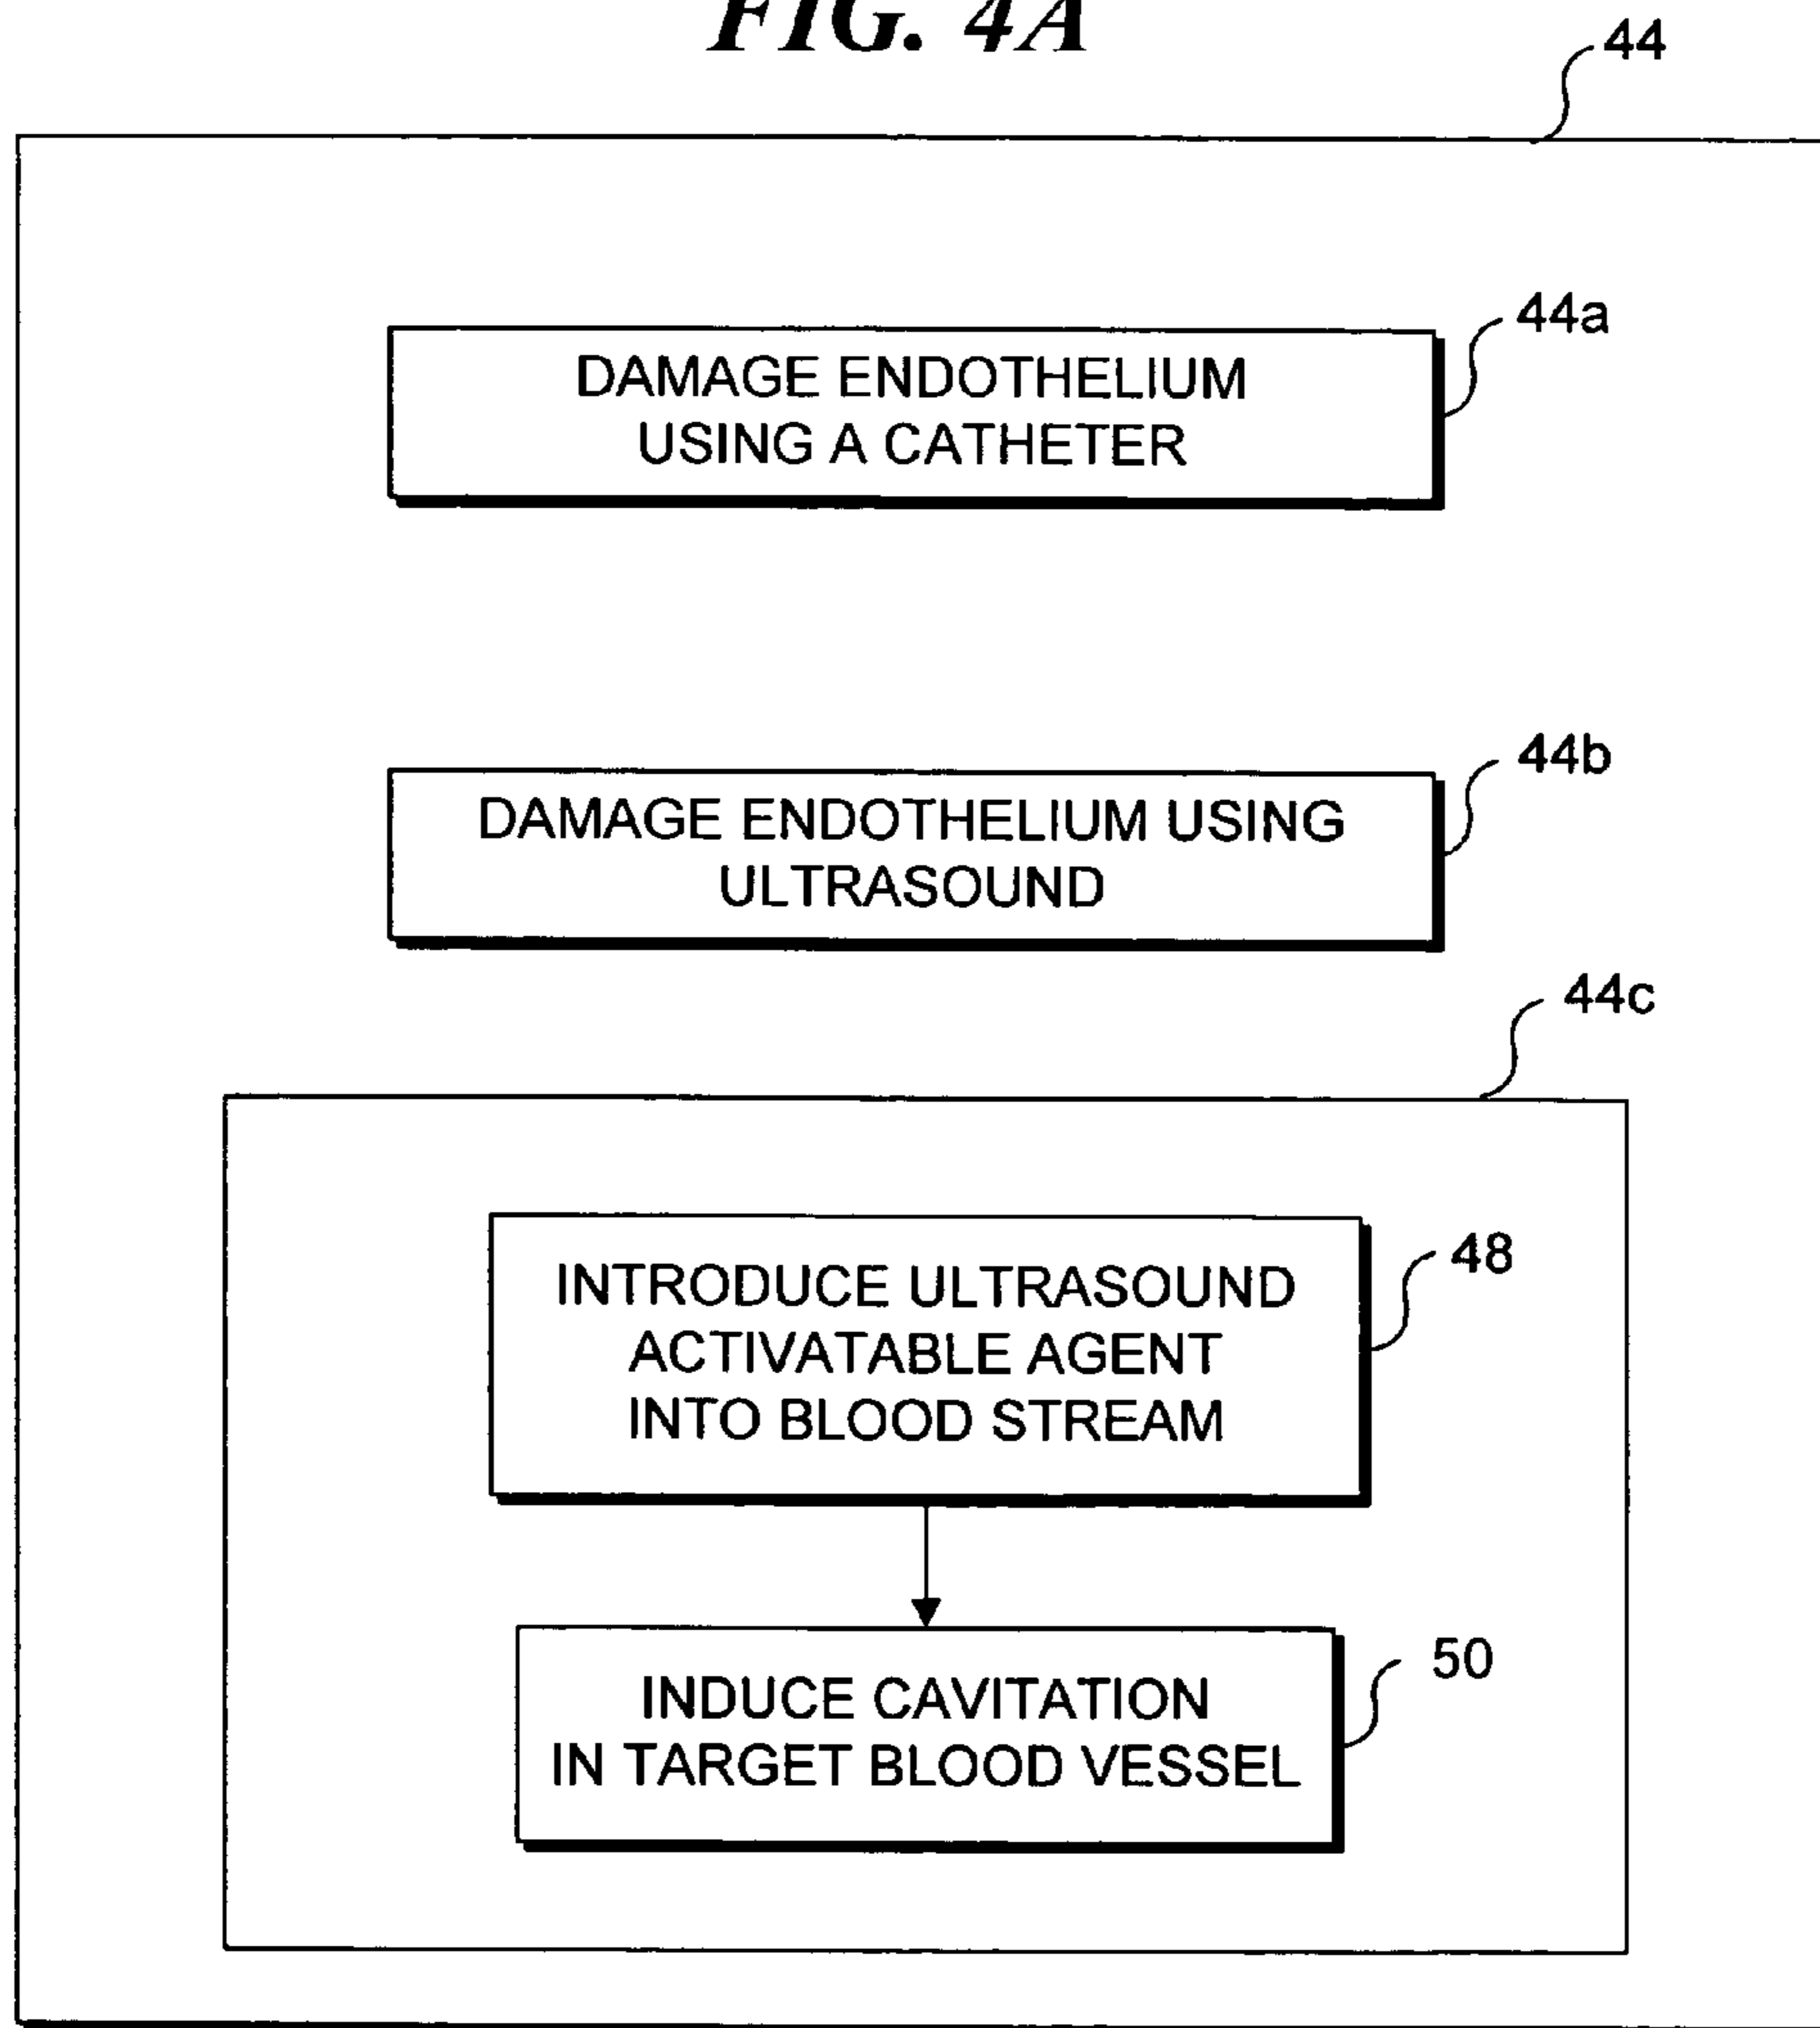 FIG. 4A
44
44a
DAMAGE ENDOTHELIUM
USING A CATHETER
44b
DAMAGE ENDOTHELIUM USING
ULTRASOUND
44c
48
INTRODUCE ULTRASOUND
ACTIVATABLE AGENT
INTO BLOOD STREAM
50
INDUCE CAVITATION
IN TARGET BLOOD VESSEL